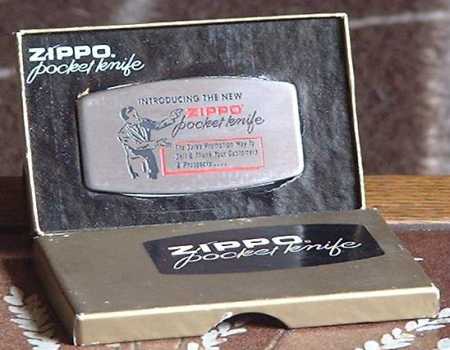 ZIPPO
pocket knife
INTRODUCING THE NEW
ZIPPO
pocket knife
The Sales Promotion Way To
Sell & Thank Your Customers
& Prospects....
ZIPPO
pocket knife